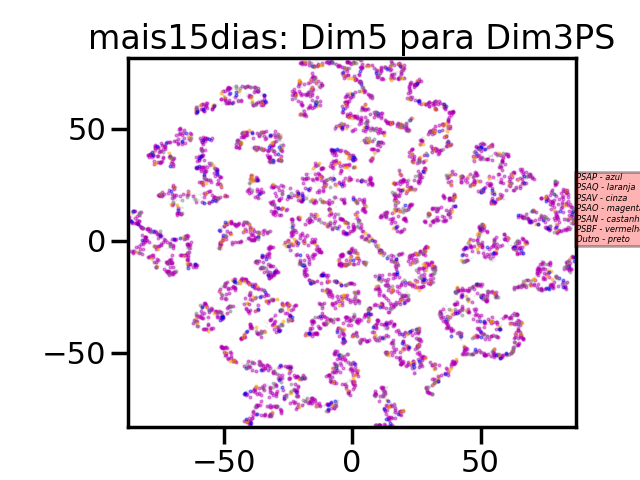 mais15dias: Dim5 para Dim3PS
50
0
−50
−50
0
50
PSAP - azul
PSAQ - laranja
PSAV - cinza
PSAO - magenta
PSAN - castanh
PSBF - vermelh
Outro - preto